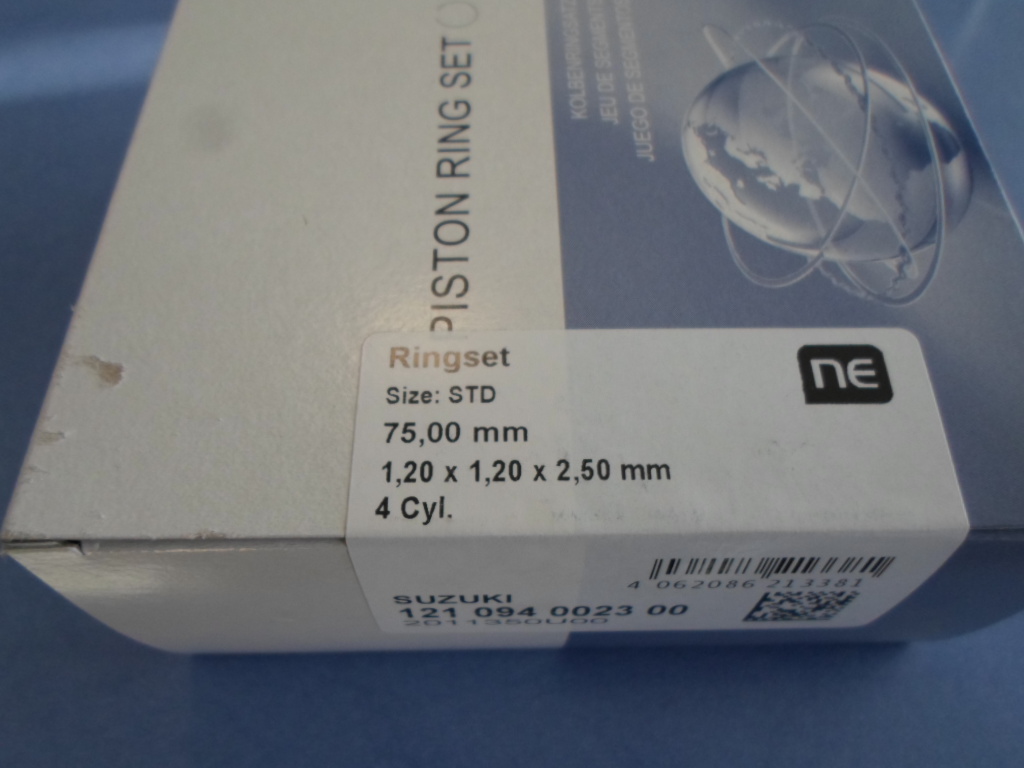 PISTON RING SET
KOLBENRINGSATZ
JEU DE SEGMENTS
JUEGO DE
Ringset
NE
Size: STD
75,00 mm
1,20 x 1,20 x 2,50 mm
4 Cyl.
4 062086 213381
SUZUKI
121 094 0023 00
2011350U00